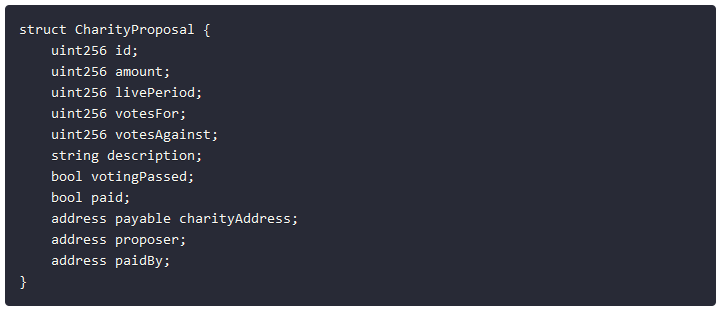 struct CharityProposal {
    uint256 id;
    uint256 amount;
    uint256 livePeriod;
    uint256 votesFor;
    uint256 votesAgainst;
    string description;
    bool votingPassed;
    bool paid;
    address payable charityAddress;
    address proposer;
    address paidBy;
}